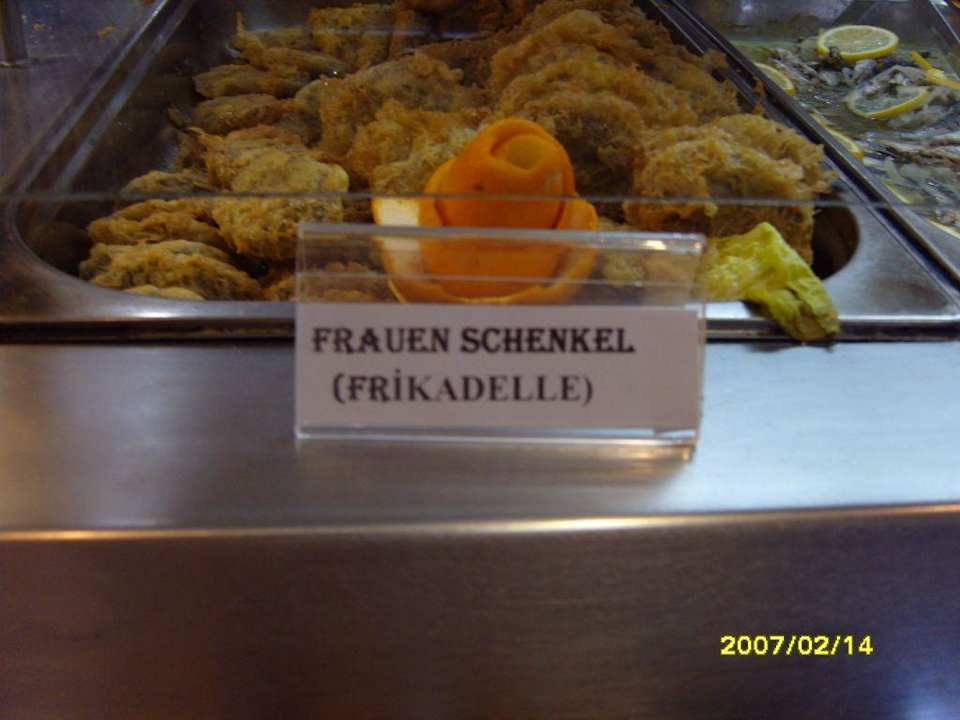 FRAUEN SCHENKEL
(FRİKADELLE)
2007/02/14